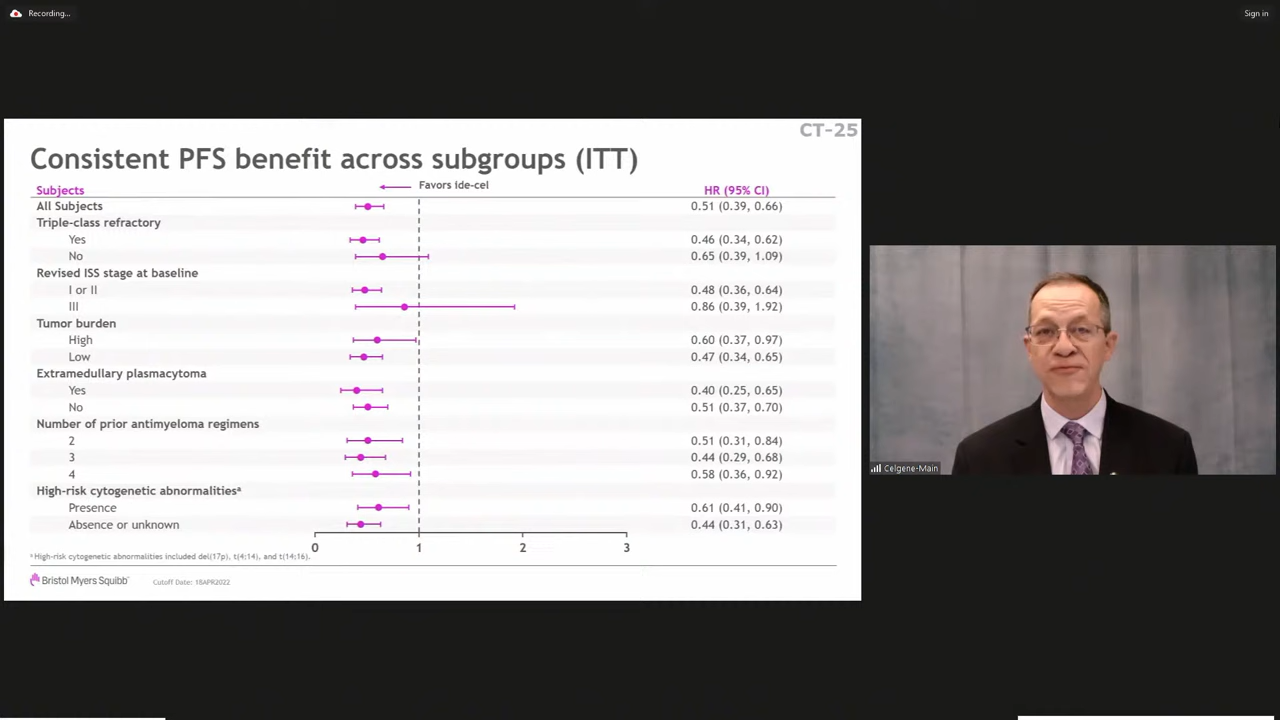 Recording...
Sign in
CT-25
Consistent PFS benefit across subgroups (ITT)
Subjects Favors ide-cel HR (95% CI)
All Subjects 0.51 (0.39, 0.66)
Triple-class refractory
Yes 0.46 (0.34, 0.62)
No 0.65 (0.39, 1.09)
Revised ISS stage at baseline
I or II 0.48 (0.36, 0.64)
III 0.86 (0.39, 1.92)
Tumor burden
High 0.60 (0.37, 0.97)
Low 0.47 (0.34, 0.65)
Extramedullary plasmacytoma
Yes 0.40 (0.25, 0.65)
No 0.51 (0.37, 0.70)
Number of prior antimyeloma regimens
2 0.51 (0.31, 0.84)
3 0.44 (0.29, 0.68)
4 0.58 (0.36, 0.92)
High-risk cytogenetic abnormalitiesᵃ
Presence 0.61 (0.41, 0.90)
Absence or unknown 0.44 (0.31, 0.63)
0 1 2 3
ᵃ High-risk cytogenetic abnormalities included del(17p), t(4;14), and t(14;16).
Bristol Myers Squibb™ Cutoff Date: 18APR2022
Celgene-Main